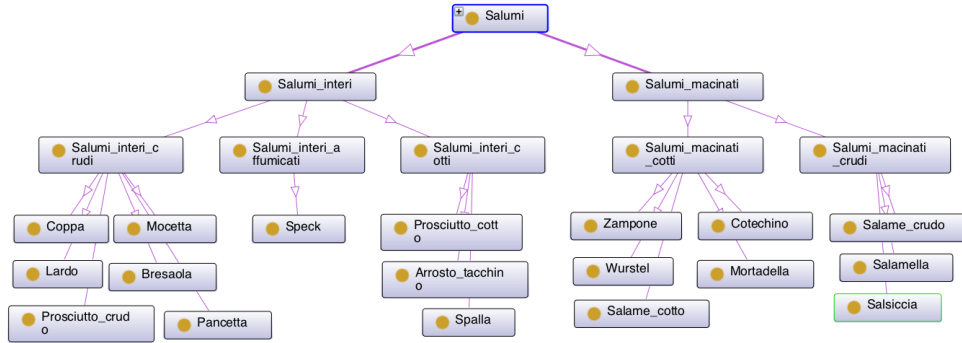 Salumi
Salumi_interi
Salumi_macinati
Salumi_interi_c
rudi
Salumi_interi_a
ffumicati
Salumi_interi_c
otti
Salumi_macinati
_cotti
Salumi_macinati
_crudi
Coppa
Mocetta
Speck
Prosciutto_cott
o
Zampone
Cotechino
Salame_crudo
Lardo
Bresaola
Arrosto_tacchin
o
Wurstel
Mortadella
Salamella
Prosciutto_crud
o
Pancetta
Spalla
Salame_cotto
Salsiccia